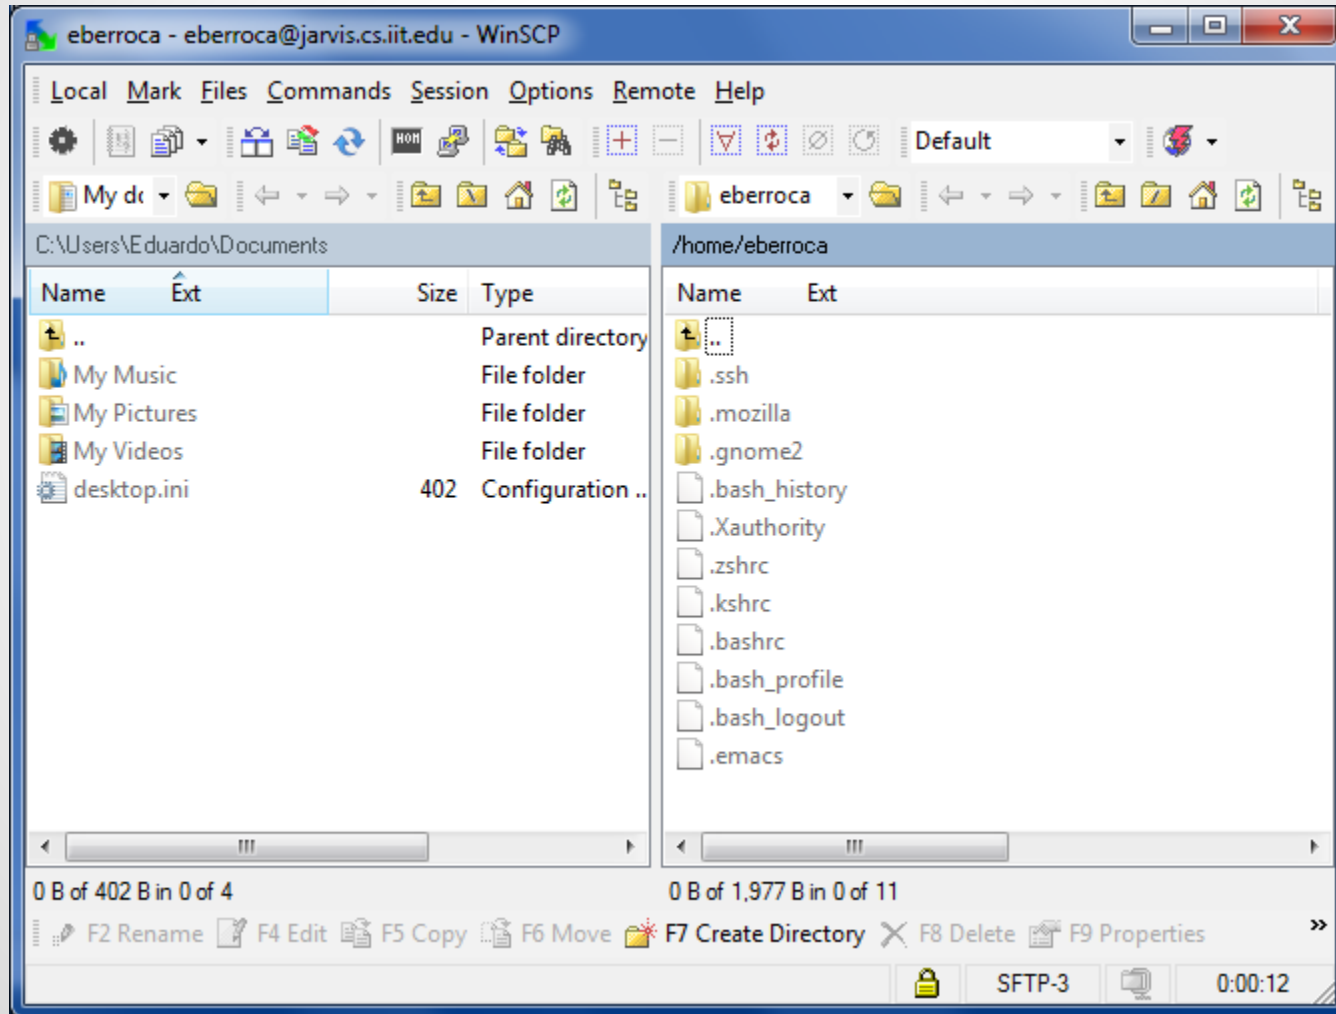 eberroca - eberroca@jarvis.cs.iit.edu - WinSCP
Local Mark Files Commands Session Options Remote Help
Default
My do
eberroca
C:\Users\Eduardo\Documents
/home/eberroca
Name Ext Size Type
Name Ext
.. Parent directory
My Music File folder
My Pictures File folder
My Videos File folder
desktop.ini 402 Configuration ..
..
.ssh
.mozilla
.gnome2
.bash_history
.Xauthority
.zshrc
.kshrc
.bashrc
.bash_profile
.bash_logout
.emacs
0 B of 402 B in 0 of 4
0 B of 1,977 B in 0 of 11
F2 Rename F4 Edit F5 Copy F6 Move F7 Create Directory F8 Delete F9 Properties »
SFTP-3 0:00:12